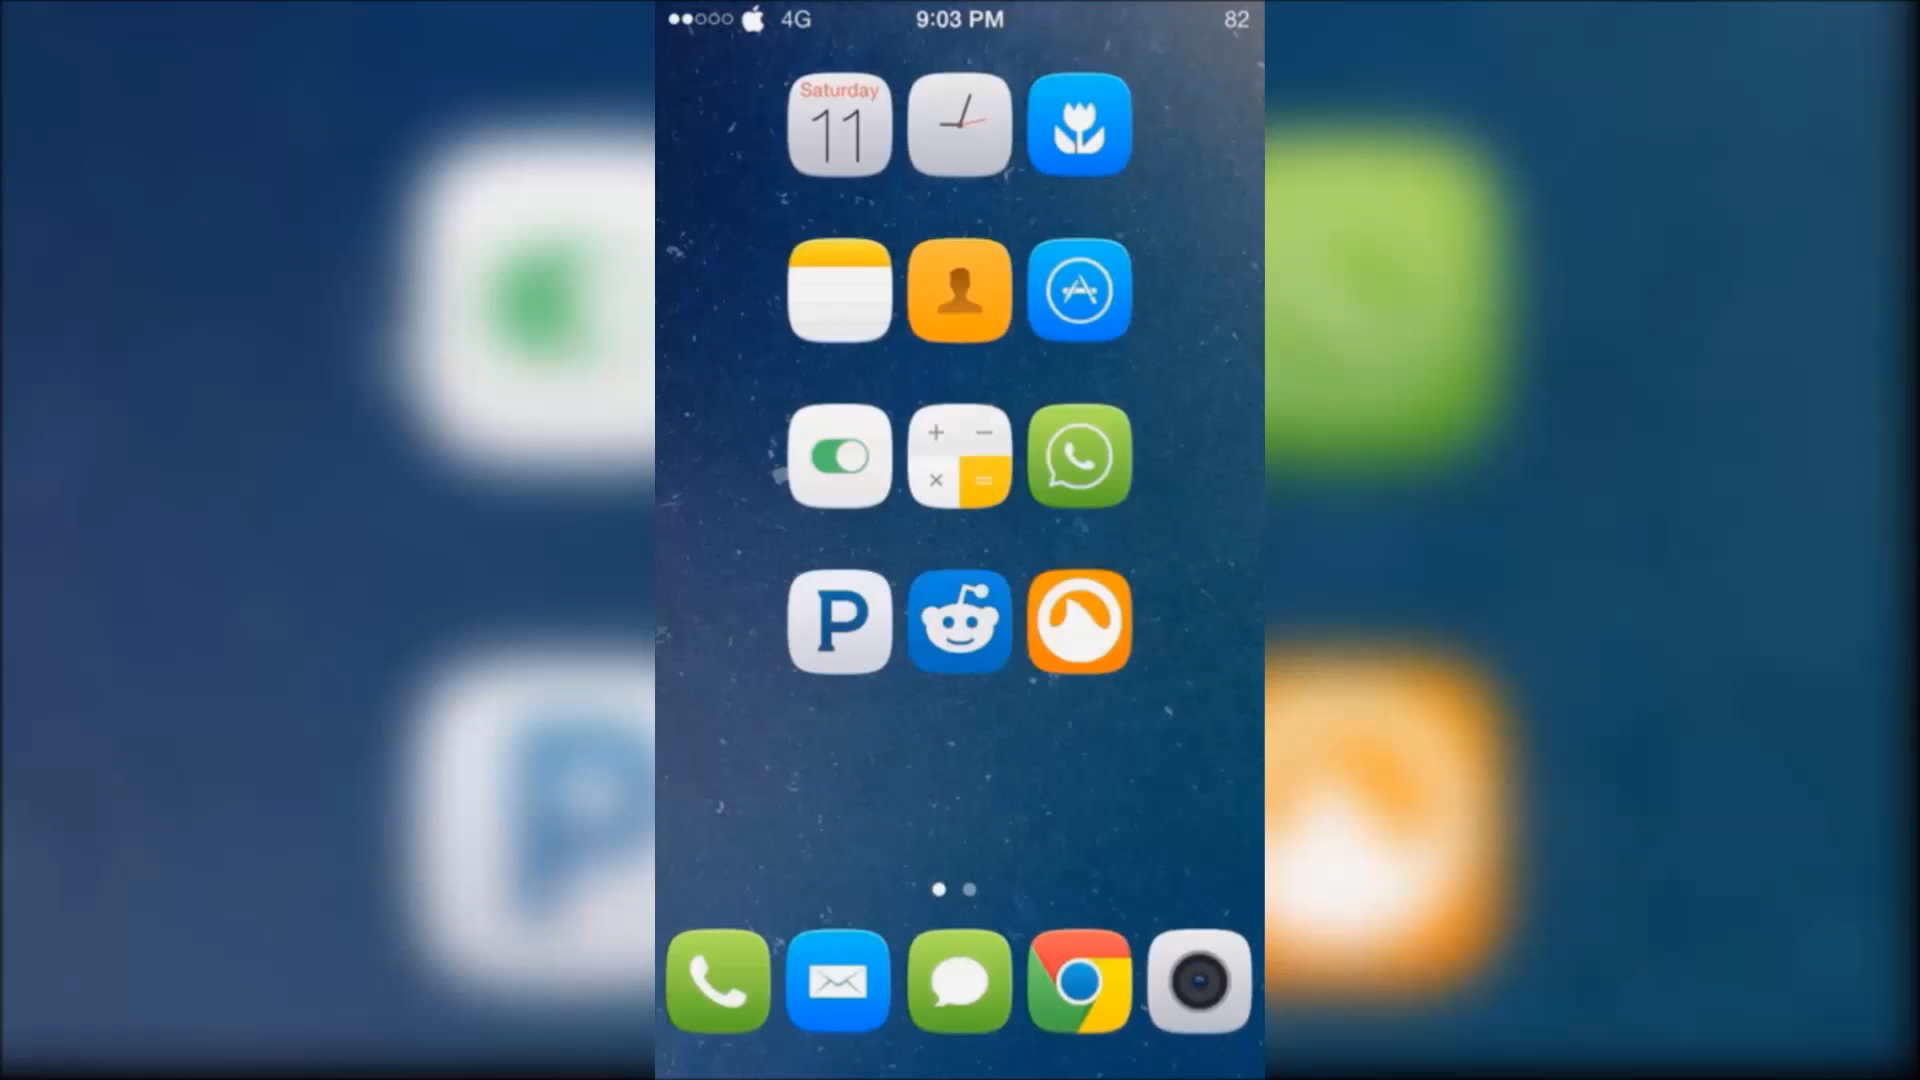 4G 9:03 PM 82
Saturday
11
+ −
× =
P